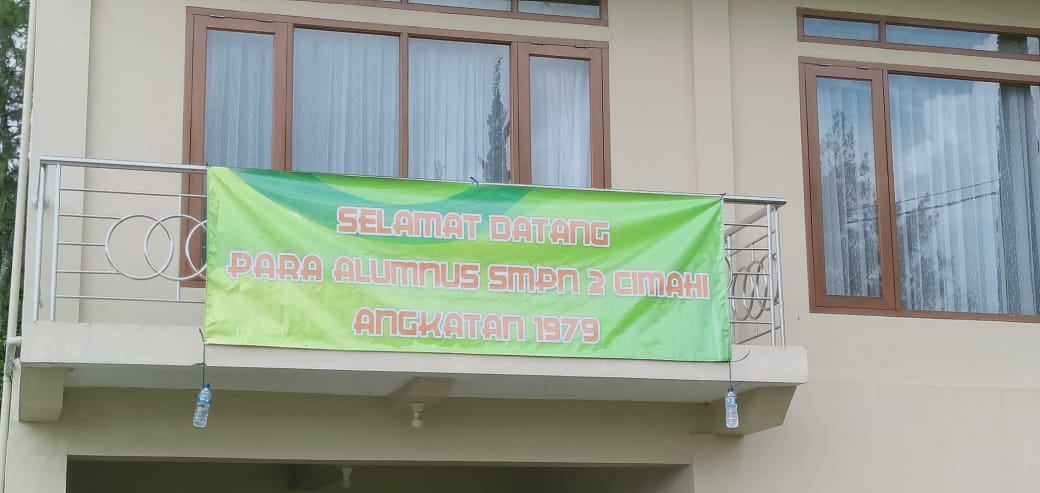 SELAMAT DATANG
PARA ALUMNUS SMPN 2 CIMAHI
ANGKATAN 1979